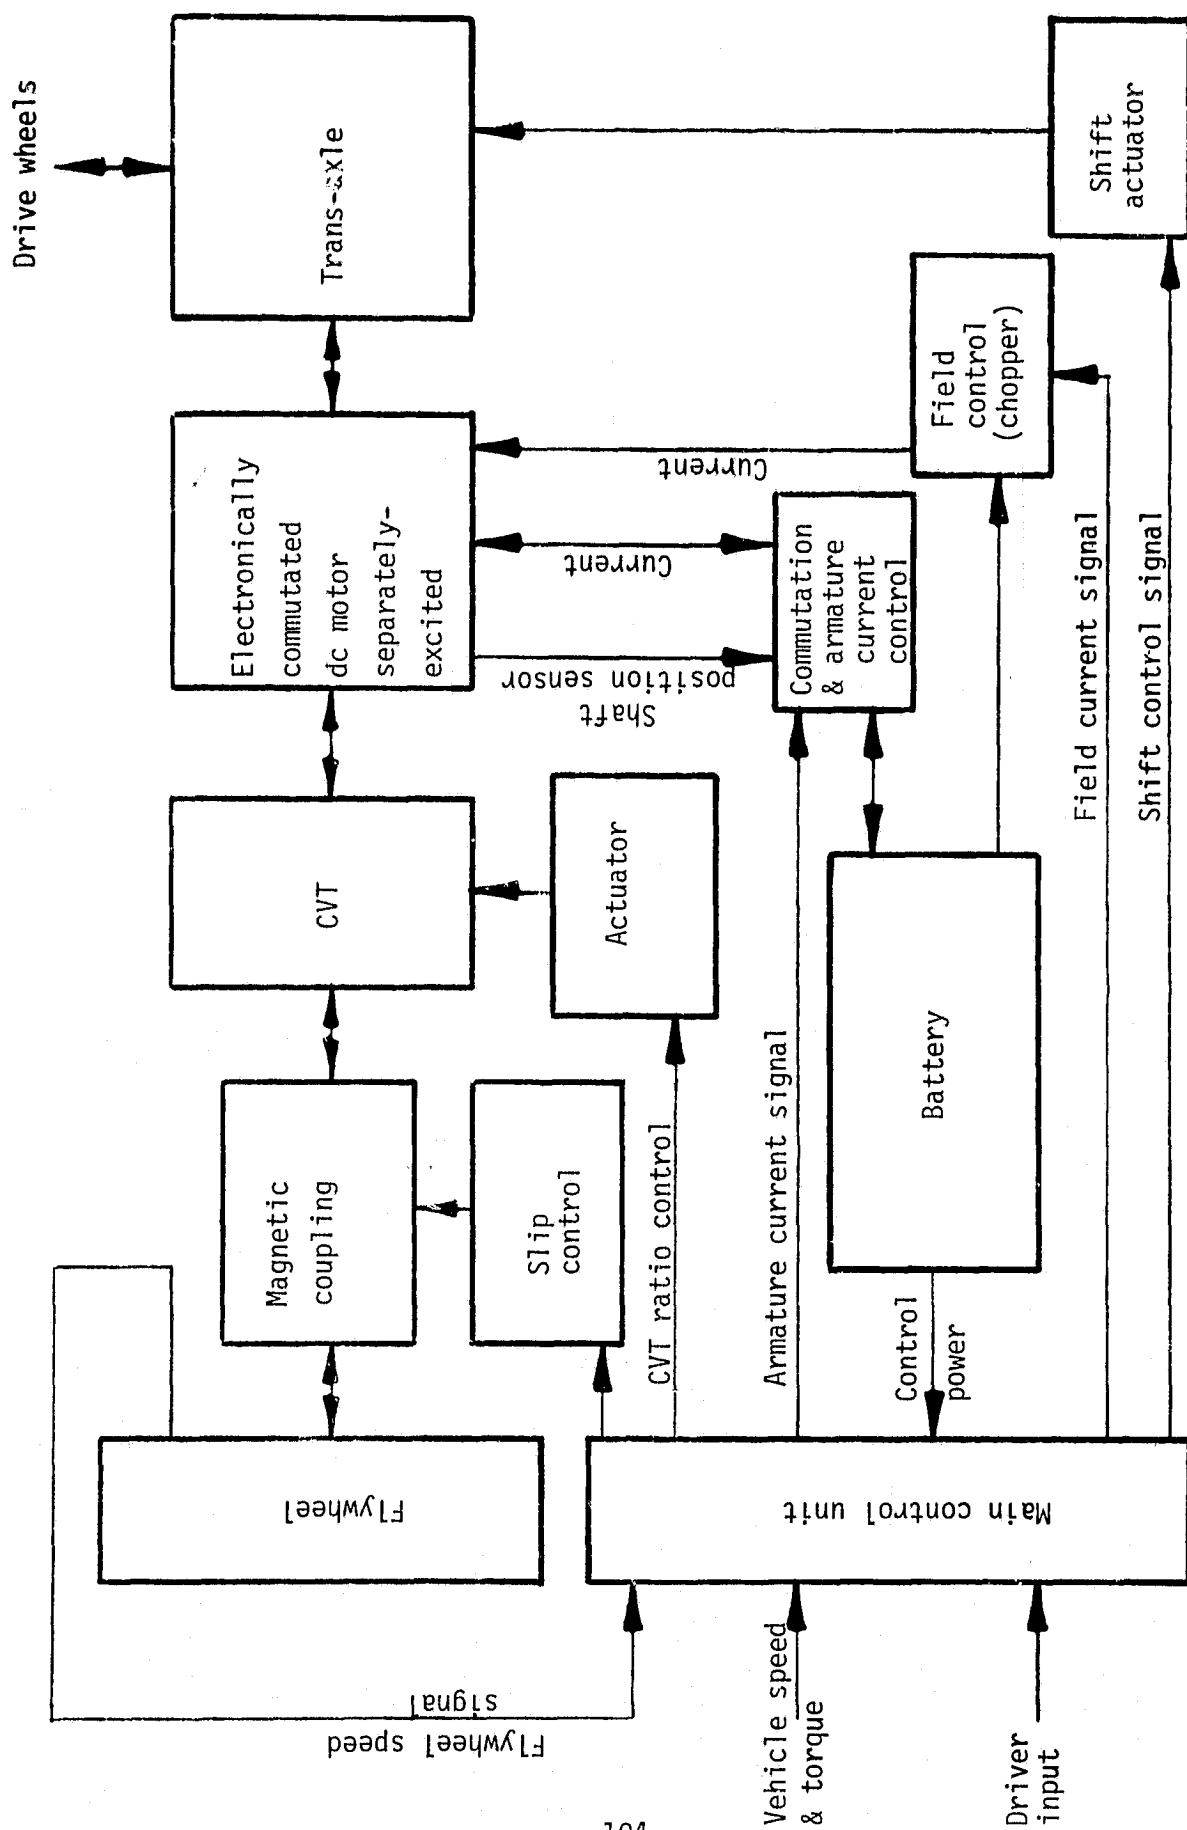 Drive wheels
Trans-axle
Shift
actuator
Electronically
commutated
dc motor
separately-
excited
Field
control
(chopper)
Current
Current
Shaft
position sensor
Commutation
& armature
current
control
CVT
Actuator
Battery
Magnetic
coupling
Slip
control
CVT ratio control
Armature current signal
Control
power
Field current signal
Shift control signal
Flywheel
Main control unit
Flywheel speed
signal
Vehicle speed
& torque
Driver
input